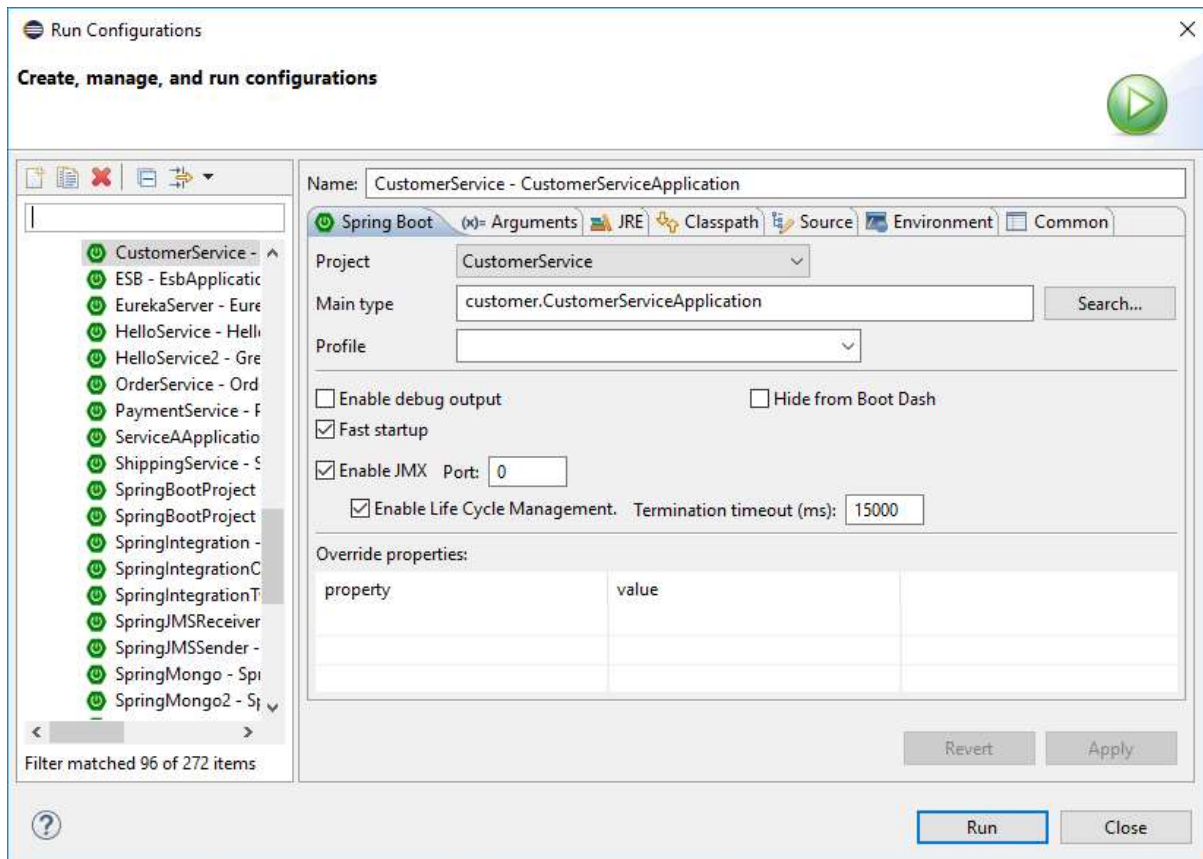 Run Configurations
Create, manage, and run configurations
CustomerService -
ESB - EsbApplicatic
EurekaServer - Eure
HelloService - Hell
HelloService2 - Gre
OrderService - Ord
PaymentService - P
ServiceAApplicatio
ShippingService - S
SpringBootProject
SpringBootProject
SpringIntegration -
SpringIntegrationC
SpringIntegrationT
SpringJMSReceiver
SpringJMSSender -
SpringMongo - Spr
SpringMongo2 - Sp
Filter matched 96 of 272 items
Name: CustomerService - CustomerServiceApplication
Spring Boot (x)= Arguments JRE Classpath Source Environment Common
Project CustomerService
Main type customer.CustomerServiceApplication Search...
Profile
Enable debug output Hide from Boot Dash
Fast startup
Enable JMX Port: 0
Enable Life Cycle Management. Termination timeout (ms): 15000
Override properties:
property value
Revert Apply
Run Close